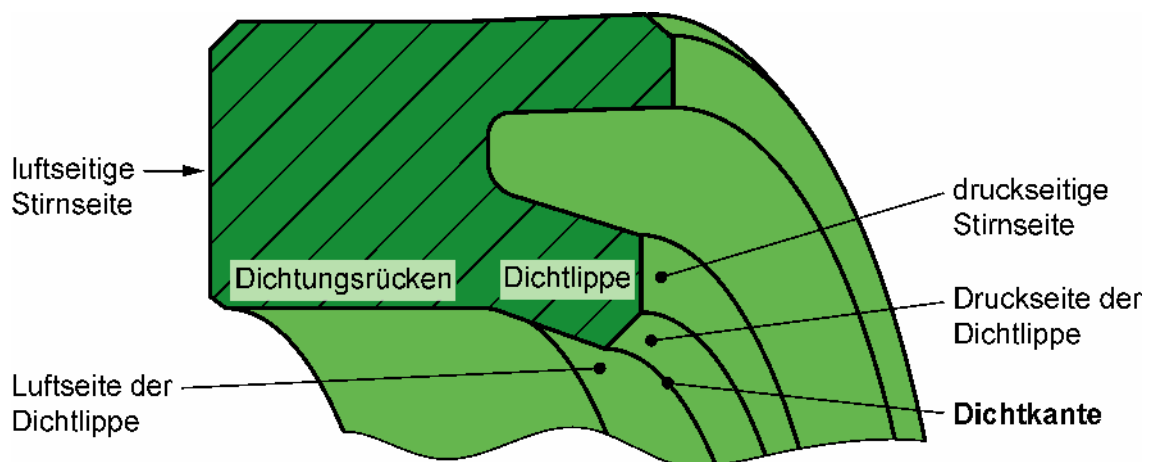 luftseitige
Stirnseite
druckseitige
Stirnseite
Dichtungsrücken
Dichtlippe
Druckseite der
Dichtlippe
Luftseite der
Dichtlippe
Dichtkante